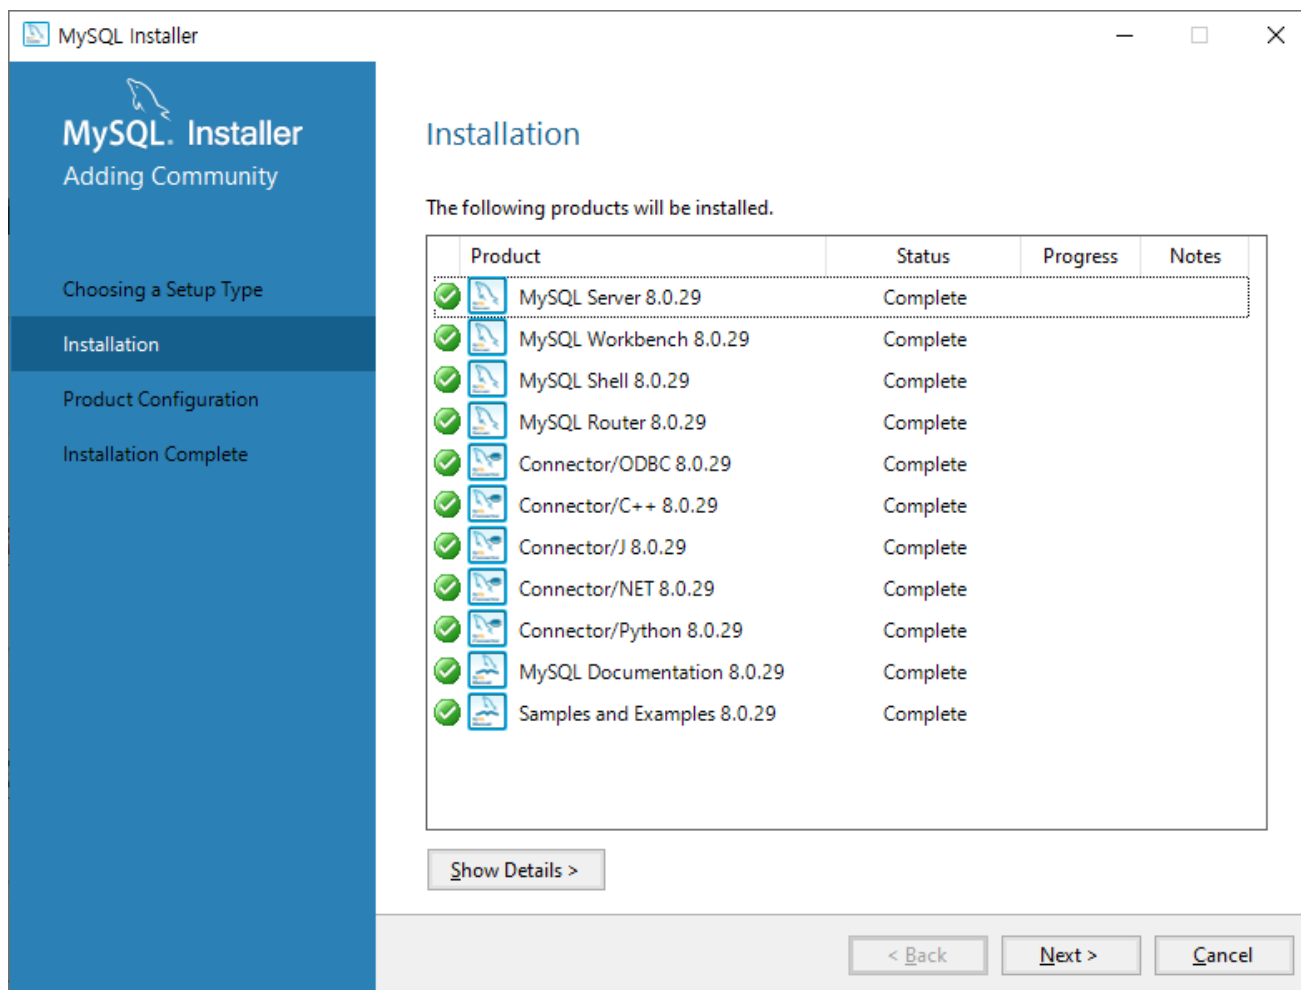 MySQL Installer
MySQL. Installer
Adding Community
Choosing a Setup Type
Installation
Product Configuration
Installation Complete
Installation
The following products will be installed.
Product Status Progress Notes
MySQL Server 8.0.29 Complete
MySQL Workbench 8.0.29 Complete
MySQL Shell 8.0.29 Complete
MySQL Router 8.0.29 Complete
Connector/ODBC 8.0.29 Complete
Connector/C++ 8.0.29 Complete
Connector/J 8.0.29 Complete
Connector/NET 8.0.29 Complete
Connector/Python 8.0.29 Complete
MySQL Documentation 8.0.29 Complete
Samples and Examples 8.0.29 Complete
Show Details >
< Back Next > Cancel